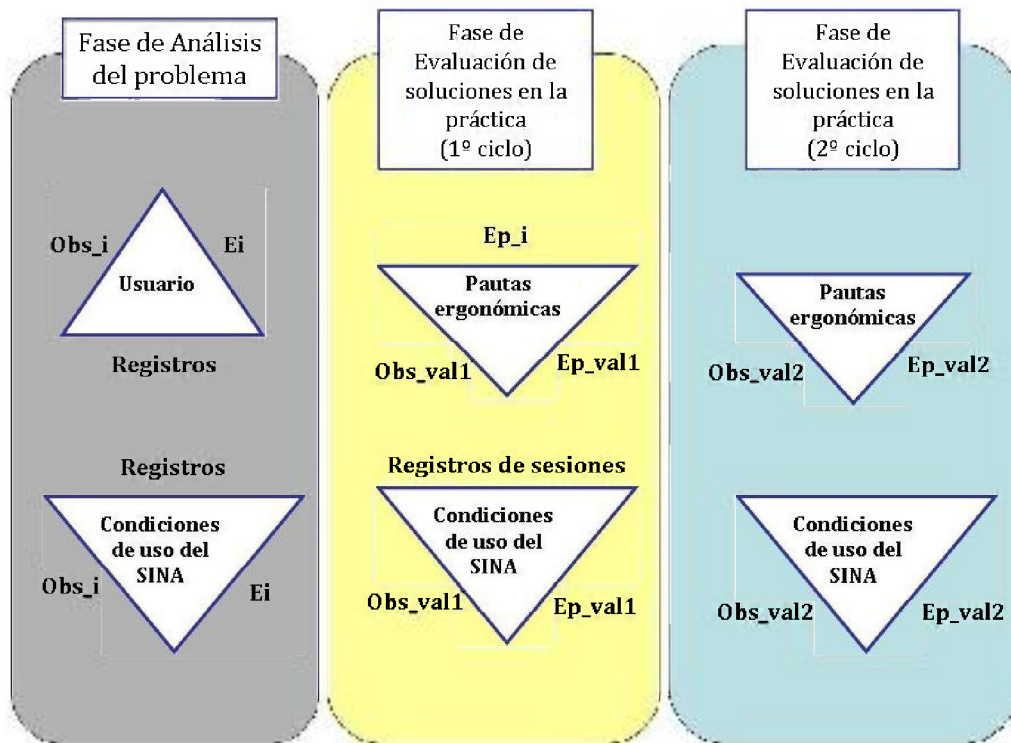 Fase de Análisis
del problema
Obs_i
Ei
Usuario
Registros
Registros
Condiciones
de uso del
SINA
Obs_i
Ei
Fase de
Evaluación de
soluciones en la
práctica
(1º ciclo)
Ep_i
Pautas
ergonómicas
Obs_val1
Ep_val1
Registros de sesiones
Condiciones
de uso del
SINA
Obs_val1
Ep_val1
Fase de
Evaluación de
soluciones en la
práctica
(2º ciclo)
Pautas
ergonómicas
Obs_val2
Ep_val2
Condiciones
de uso del
SINA
Obs_val2
Ep_val2